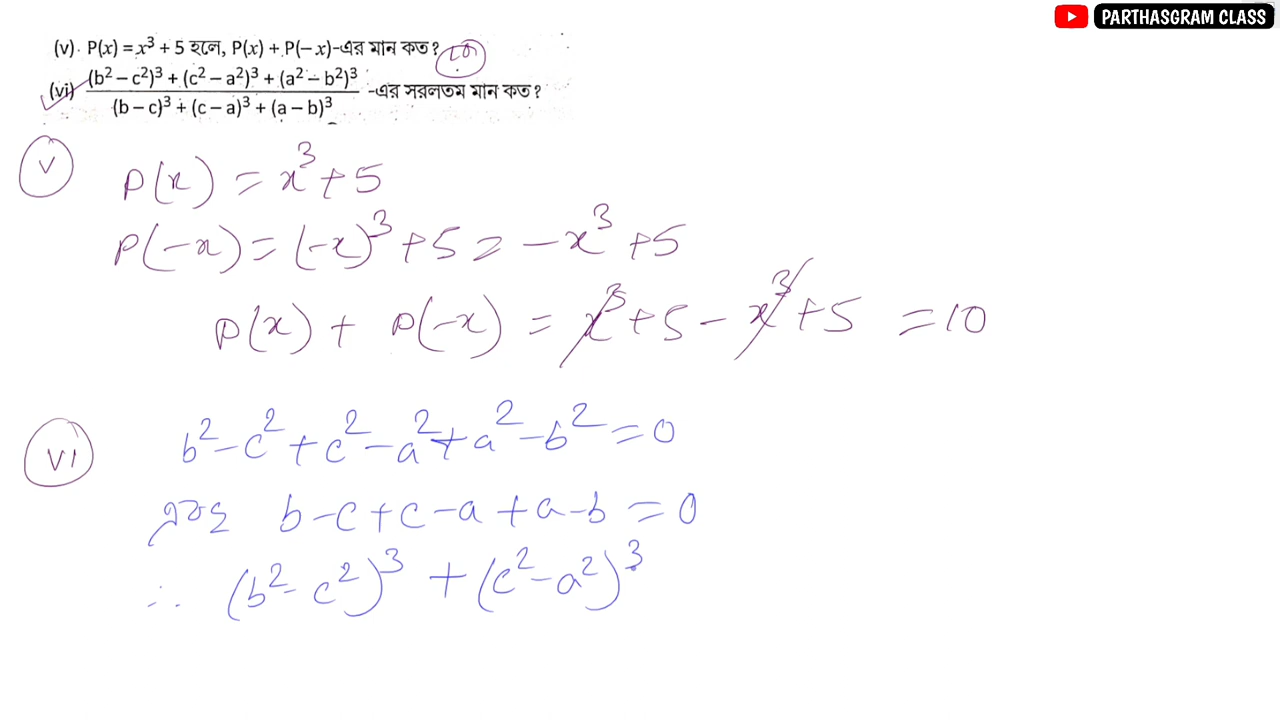 PARTHASGRAM CLASS
(v). P(x) = x³ + 5 হলে, P(x) + P(– x)-এর মান কত?
(vi) (b² – c²)³ + (c² – a²)³ + (a² – b²)³ / (b – c)³ + (c – a)³ + (a – b)³ -এর সরলতম মান কত?
v
P(x) = x³ + 5
P(-x) = (-x)³ + 5 = -x³ + 5
P(x) + P(-x) = x³ + 5 - x³ + 5 = 10
vi
b² - c² + c² - a² + a² - b² = 0
এবং b - c + c - a + a - b = 0
∴ (b² - c²)³ + (c² - a²)³